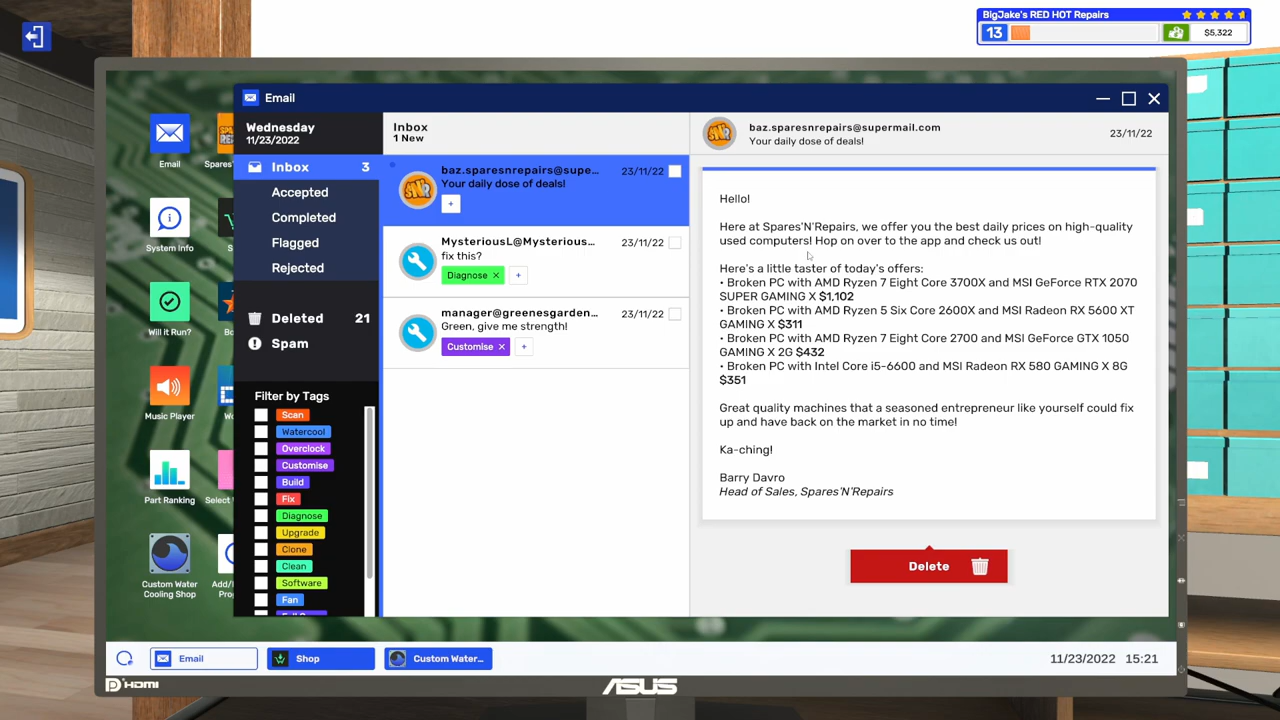 BigJake's RED HOT Repairs
13
$5,322
Email
Wednesday
11/23/2022
Inbox 3
Accepted
Completed
Flagged
Rejected
Deleted 21
Spam
Filter by Tags
Scan
Watercool
Overclock
Customise
Build
Fix
Diagnose
Upgrade
Clone
Clean
Software
Fan
Email
System Info
Will it Run?
Music Player
Part Ranking
Select
Custom Water
Cooling Shop
Inbox
1 New
baz.sparesnrepairs@supe... 23/11/22
Your daily dose of deals!
+
MysteriousL@Mysterious... 23/11/22
fix this?
Diagnose × +
manager@greenesgarden... 23/11/22
Green, give me strength!
Customise × +
SNR
baz.sparesnrepairs@supermail.com
Your daily dose of deals!
23/11/22
Hello!
Here at Spares'N'Repairs, we offer you the best daily prices on high-quality
used computers! Hop on over to the app and check us out!
Here's a little taster of today's offers:
• Broken PC with AMD Ryzen 7 Eight Core 3700X and MSI GeForce RTX 2070
SUPER GAMING X $1,102
• Broken PC with AMD Ryzen 5 Six Core 2600X and MSI Radeon RX 5600 XT
GAMING X $311
• Broken PC with AMD Ryzen 7 Eight Core 2700 and MSI GeForce GTX 1050
GAMING X 2G $432
• Broken PC with Intel Core i5-6600 and MSI Radeon RX 580 GAMING X 8G
$351
Great quality machines that a seasoned entrepreneur like yourself could fix
up and have back on the market in no time!
Ka-ching!
Barry Davro
Head of Sales, Spares'N'Repairs
Delete
Email
Shop
Custom Water...
11/23/2022 15:21
HDMI
ASUS